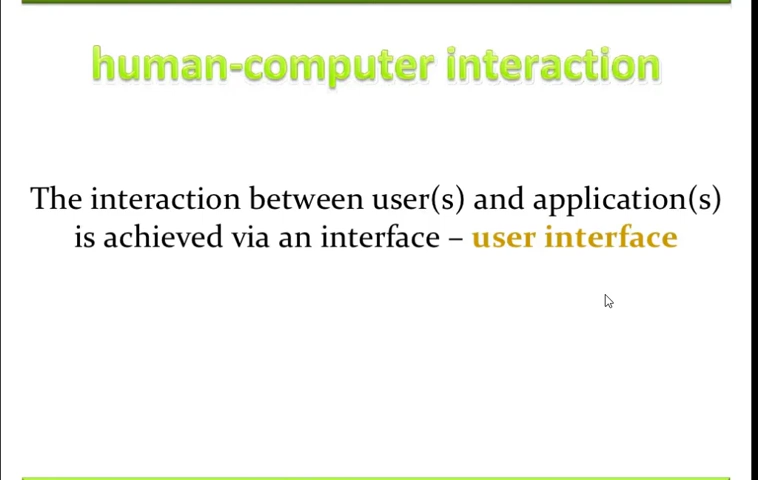 human-computer interaction
The interaction between user(s) and application(s)
is achieved via an interface – user interface